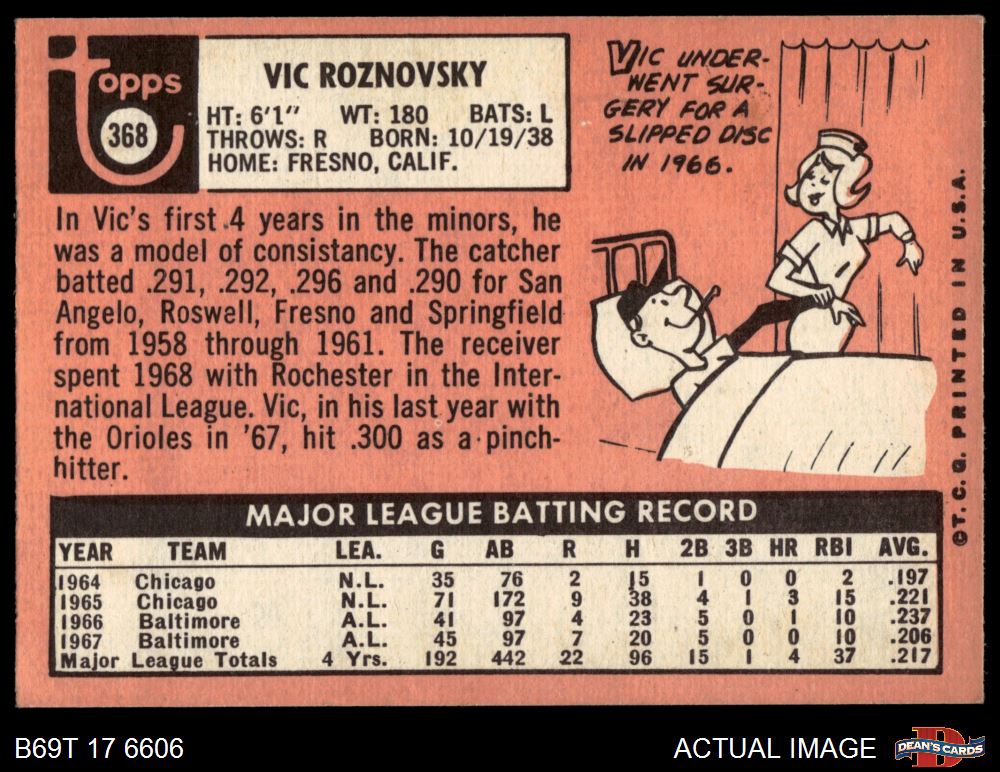 Topps
368
VIC ROZNOVSKY
HT: 6'1" WT: 180 BATS: L
THROWS: R BORN: 10/19/38
HOME: FRESNO, CALIF.
VIC UNDER-
WENT SUR-
GERY FOR A
SLIPPED DISC
IN 1966.
In Vic's first 4 years in the minors, he
was a model of consistancy. The catcher
batted .291, .292, .296 and .290 for San
Angelo, Roswell, Fresno and Springfield
from 1958 through 1961. The receiver
spent 1968 with Rochester in the Inter-
national League. Vic, in his last year with
the Orioles in '67, hit .300 as a pinch-
hitter.
MAJOR LEAGUE BATTING RECORD
YEAR TEAM LEA. G AB R H 2B 3B HR RBI AVG.
1964 Chicago N.L. 35 76 2 15 1 0 0 2 .197
1965 Chicago N.L. 71 172 9 38 4 1 3 15 .221
1966 Baltimore A.L. 41 97 4 23 5 0 1 10 .237
1967 Baltimore A.L. 45 97 7 20 5 0 0 10 .206
Major League Totals 4 Yrs. 192 442 22 96 15 1 4 37 .217
©T. C. G. PRINTED IN U.S.A.
B69T 17 6606
ACTUAL IMAGE
D
DEAN'S CARDS